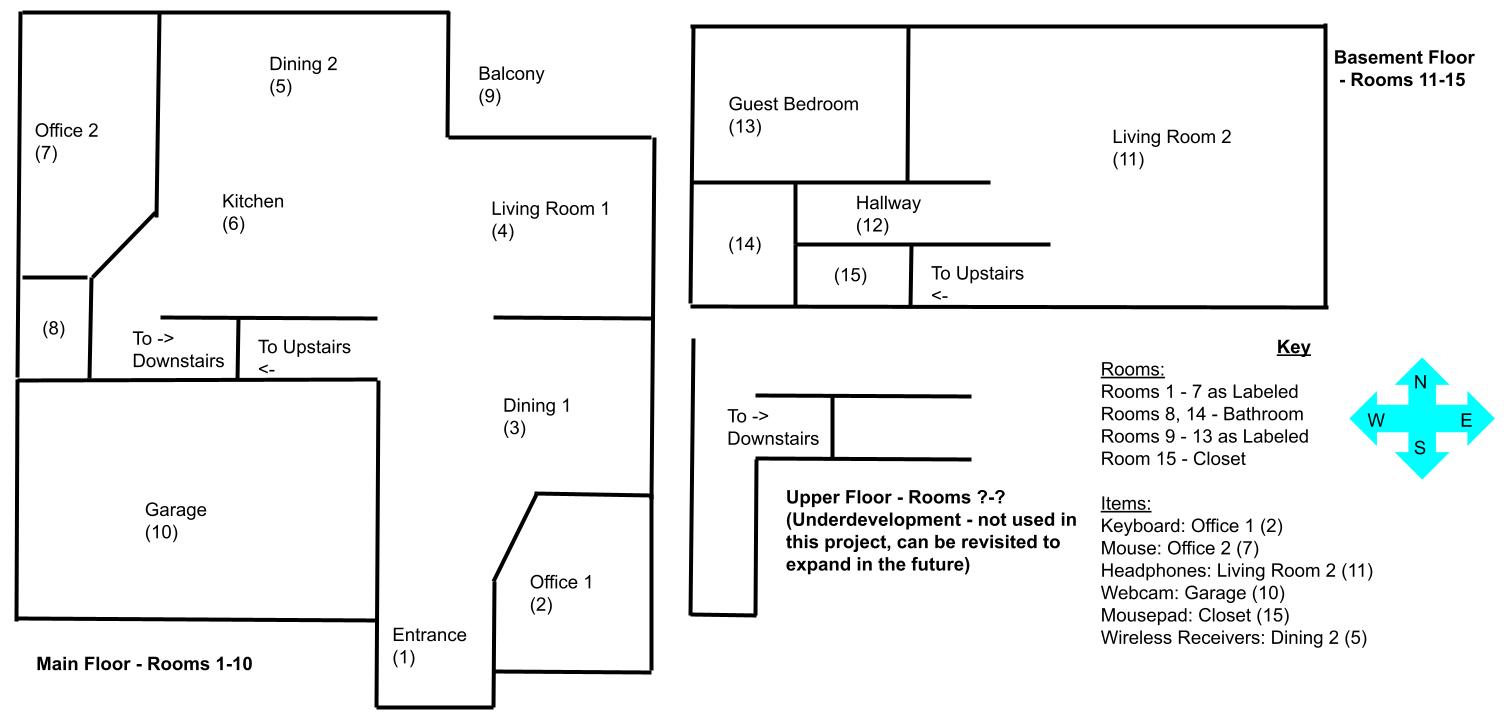 Dining 2
(5)
Balcony
(9)
Office 2
(7)
Kitchen
(6)
Living Room 1
(4)
(8)
To ->
Downstairs
To Upstairs
<-
Dining 1
(3)
Garage
(10)
Office 1
(2)
Entrance
(1)
Main Floor - Rooms 1-10
Basement Floor
- Rooms 11-15
Guest Bedroom
(13)
Living Room 2
(11)
Hallway
(12)
(14)
(15)
To Upstairs
<-
To ->
Downstairs
Upper Floor - Rooms ?-?
(Underdevelopment - not used in
this project, can be revisited to
expand in the future)
Key
Rooms:
Rooms 1 - 7 as Labeled
Rooms 8, 14 - Bathroom
Rooms 9 - 13 as Labeled
Room 15 - Closet
N
W E
S
Items:
Keyboard: Office 1 (2)
Mouse: Office 2 (7)
Headphones: Living Room 2 (11)
Webcam: Garage (10)
Mousepad: Closet (15)
Wireless Receivers: Dining 2 (5)